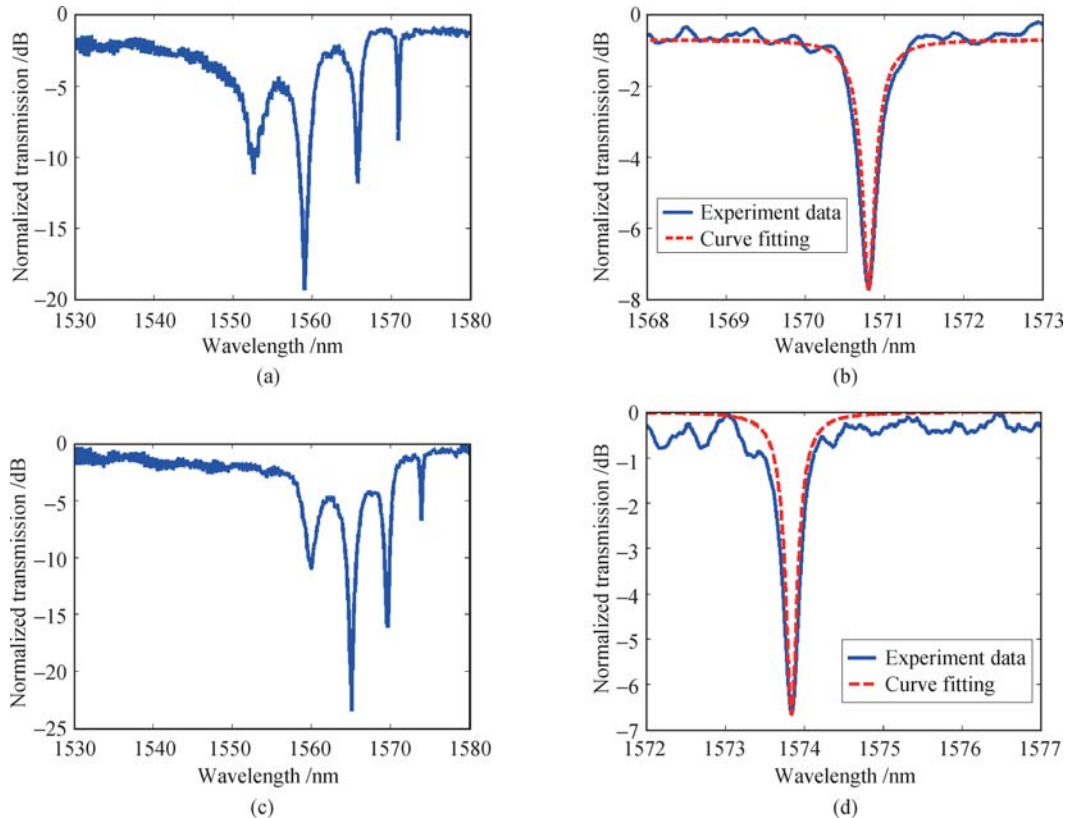 Normalized transmission /dB
0
−5
−10
−15
−20
1530 1540 1550 1560 1570 1580
Wavelength /nm
(a)
Normalized transmission /dB
0
−2
−4
−6
−8
Experiment data
Curve fitting
1568 1569 1570 1571 1572 1573
Wavelength /nm
(b)
Normalized transmission /dB
0
−5
−10
−15
−20
−25
1530 1540 1550 1560 1570 1580
Wavelength /nm
(c)
Normalized transmission /dB
0
−1
−2
−3
−4
−5
−6
−7
Experiment data
Curve fitting
1572 1573 1574 1575 1576 1577
Wavelength /nm
(d)